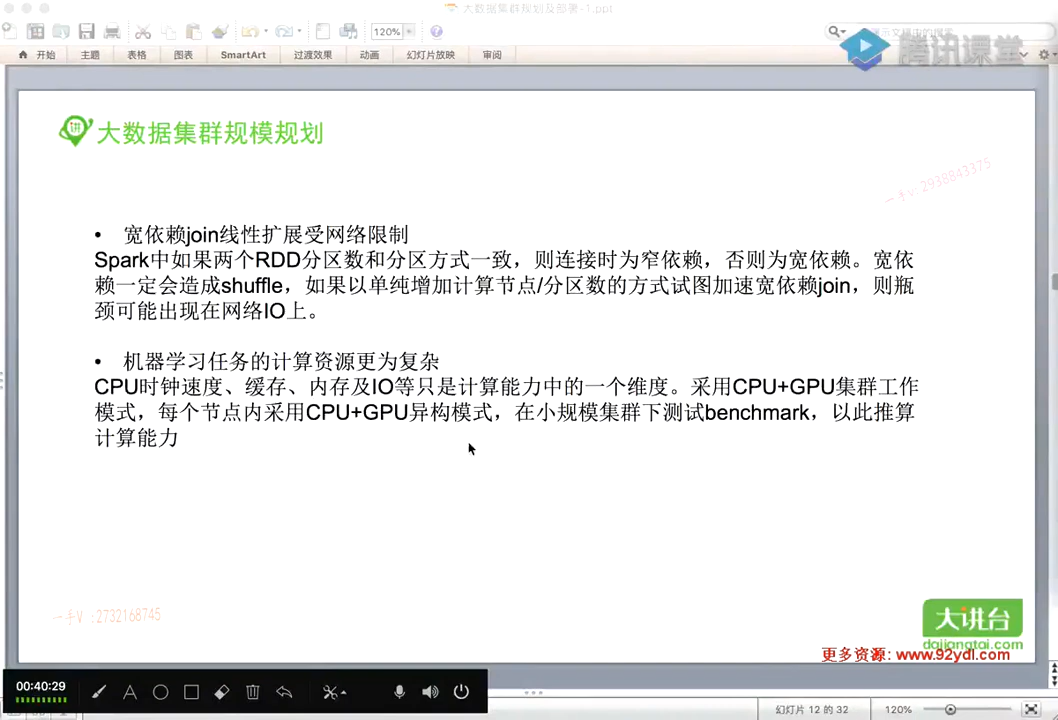 大数据集群规划及部署-1.ppt
120%
开始 主题 表格 图表 SmartArt 过渡效果 动画 幻灯片放映 审阅
腾讯课堂
大数据集群规模规划
一手V :2938843375
• 宽依赖join线性扩展受网络限制
Spark中如果两个RDD分区数和分区方式一致，则连接时为窄依赖，否则为宽依赖。宽依
赖一定会造成shuffle，如果以单纯增加计算节点/分区数的方式试图加速宽依赖join，则瓶
颈可能出现在网络IO上。
• 机器学习任务的计算资源更为复杂
CPU时钟速度、缓存、内存及IO等只是计算能力中的一个维度。采用CPU+GPU集群工作
模式，每个节点内采用CPU+GPU异构模式，在小规模集群下测试benchmark，以此推算
计算能力
一手V :2732168745
大讲台
dajiangtai.com
更多资源: www.92ydl.com
00:40:29
幻灯片 12 的 32 120%